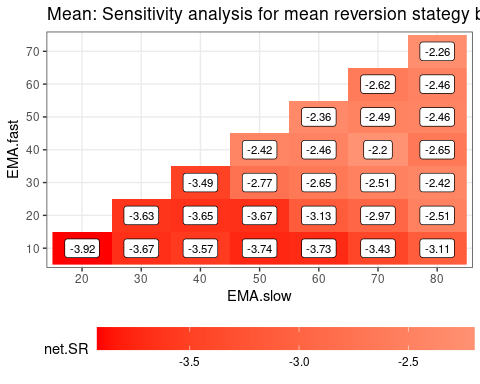 Mean: Sensitivity analysis for mean reversion stategy
70 -2.26
60 -2.62 -2.46
50 -2.36 -2.49 -2.46
40 -2.42 -2.46 -2.2 -2.65
30 -3.49 -2.77 -2.65 -2.51 -2.42
20 -3.63 -3.65 -3.67 -3.13 -2.97 -2.51
10 -3.92 -3.67 -3.57 -3.74 -3.73 -3.43 -3.11
EMA.fast
20 30 40 50 60 70 80
EMA.slow
net.SR
-3.5 -3.0 -2.5